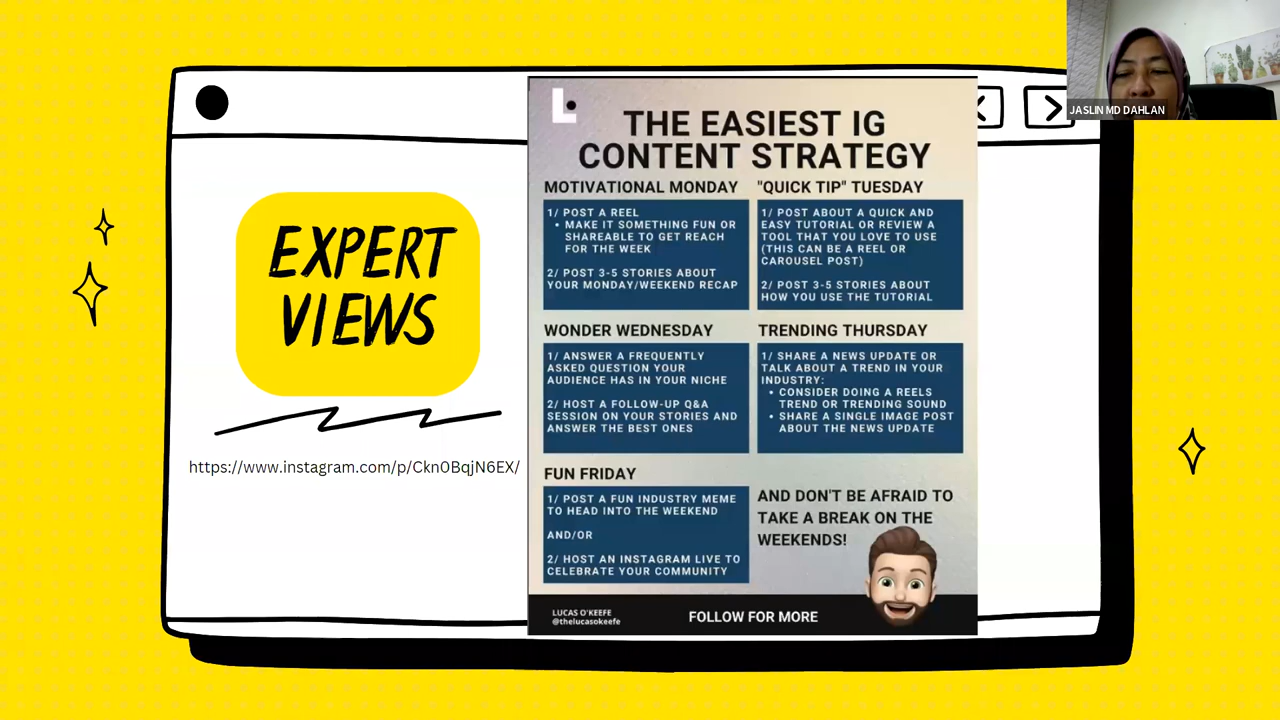 JASLIN MD DAHLAN
EXPERT
VIEWS
https://www.instagram.com/p/Ckn0BqjN6EX/
L
THE EASIEST IG
CONTENT STRATEGY
MOTIVATIONAL MONDAY
1/ POST A REEL
• MAKE IT SOMETHING FUN OR
SHAREABLE TO GET REACH
FOR THE WEEK
2/ POST 3-5 STORIES ABOUT
YOUR MONDAY/WEEKEND RECAP
"QUICK TIP" TUESDAY
1/ POST ABOUT A QUICK AND
EASY TUTORIAL OR REVIEW A
TOOL THAT YOU LOVE TO USE
(THIS CAN BE A REEL OR
CAROUSEL POST)
2/ POST 3-5 STORIES ABOUT
HOW YOU USE THE TUTORIAL
WONDER WEDNESDAY
1/ ANSWER A FREQUENTLY
ASKED QUESTION YOUR
AUDIENCE HAS IN YOUR NICHE
2/ HOST A FOLLOW-UP Q&A
SESSION ON YOUR STORIES AND
ANSWER THE BEST ONES
TRENDING THURSDAY
1/ SHARE A NEWS UPDATE OR
TALK ABOUT A TREND IN YOUR
INDUSTRY:
• CONSIDER DOING A REELS
TREND OR TRENDING SOUND
• SHARE A SINGLE IMAGE POST
ABOUT THE NEWS UPDATE
FUN FRIDAY
1/ POST A FUN INDUSTRY MEME
TO HEAD INTO THE WEEKEND
AND/OR
2/ HOST AN INSTAGRAM LIVE TO
CELEBRATE YOUR COMMUNITY
AND DON'T BE AFRAID TO
TAKE A BREAK ON THE
WEEKENDS!
LUCAS O'KEEFE
@thelucasokeefe
FOLLOW FOR MORE